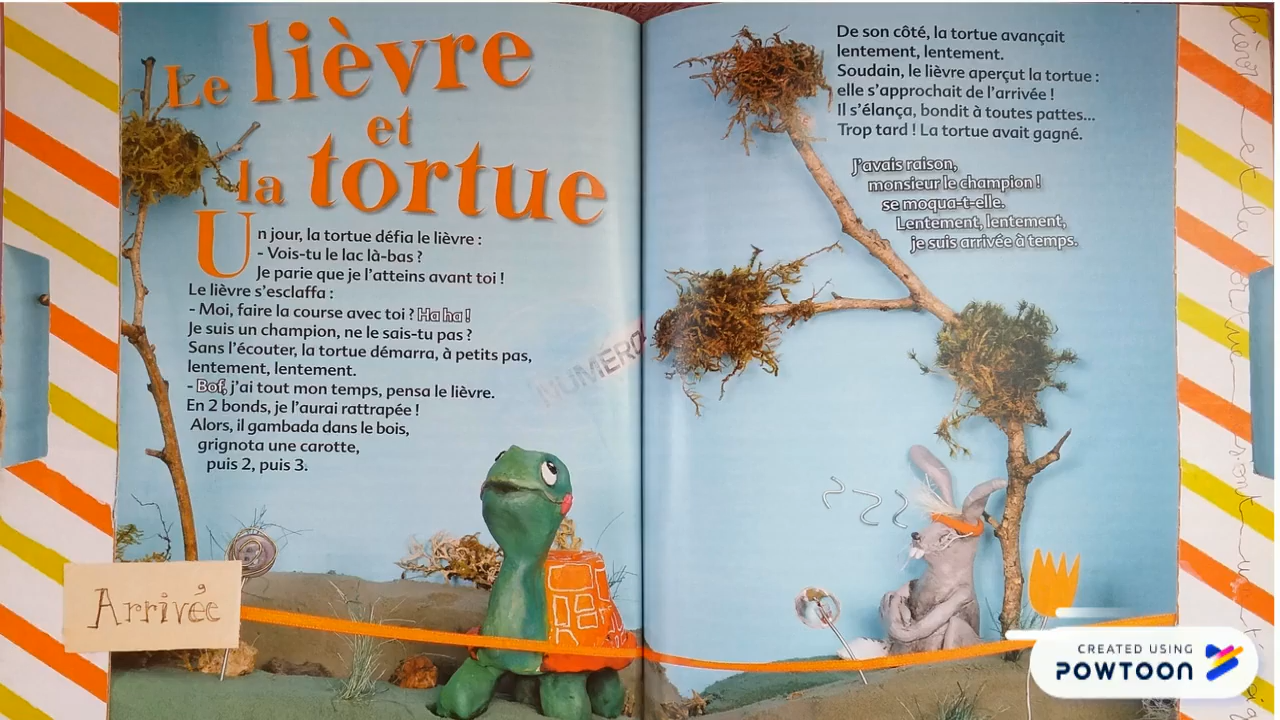 Le lièvre
et
la tortue
Un jour, la tortue défia le lièvre :
- Vois-tu le lac là-bas ?
Je parie que je l'atteins avant toi !
Le lièvre s'esclaffa :
- Moi, faire la course avec toi ? Ha ha !
Je suis un champion, ne le sais-tu pas ?
Sans l'écouter, la tortue démarra, à petits pas,
lentement, lentement.
- Bof, j'ai tout mon temps, pensa le lièvre.
En 2 bonds, je l'aurai rattrapée !
Alors, il gambada dans le bois,
grignota une carotte,
puis 2, puis 3.
NUMERO
Arrivée
De son côté, la tortue avançait
lentement, lentement.
Soudain, le lièvre aperçut la tortue :
elle s'approchait de l'arrivée !
Il s'élança, bondit à toutes pattes...
Trop tard ! La tortue avait gagné.
J'avais raison,
monsieur le champion !
se moqua-t-elle.
Lentement, lentement,
je suis arrivée à temps.
CREATED USING
POWTOON